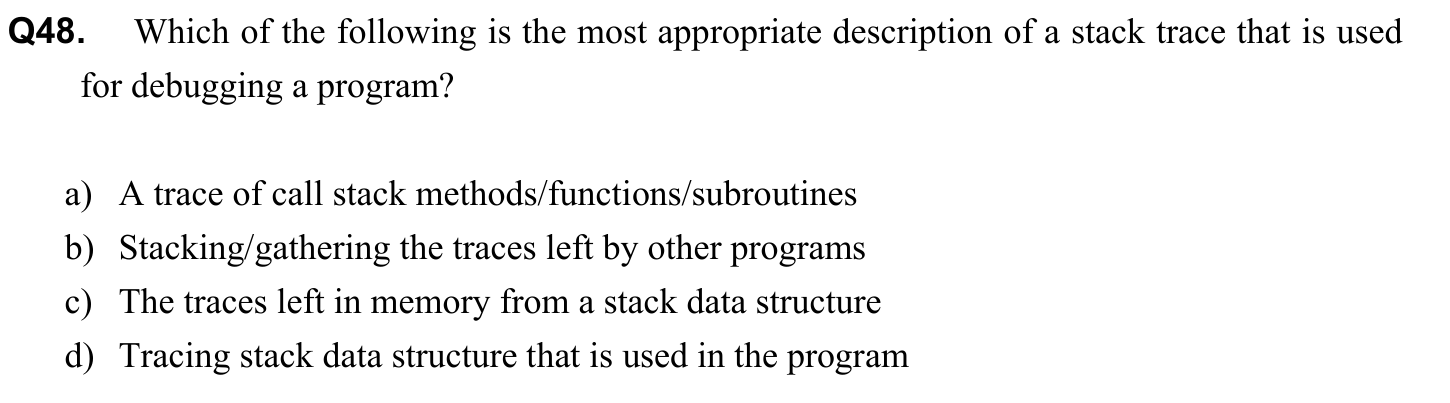 Q48. Which of the following is the most appropriate description of a stack trace that is used
for debugging a program?
a) A trace of call stack methods/functions/subroutines
b) Stacking/gathering the traces left by other programs
c) The traces left in memory from a stack data structure
d) Tracing stack data structure that is used in the program